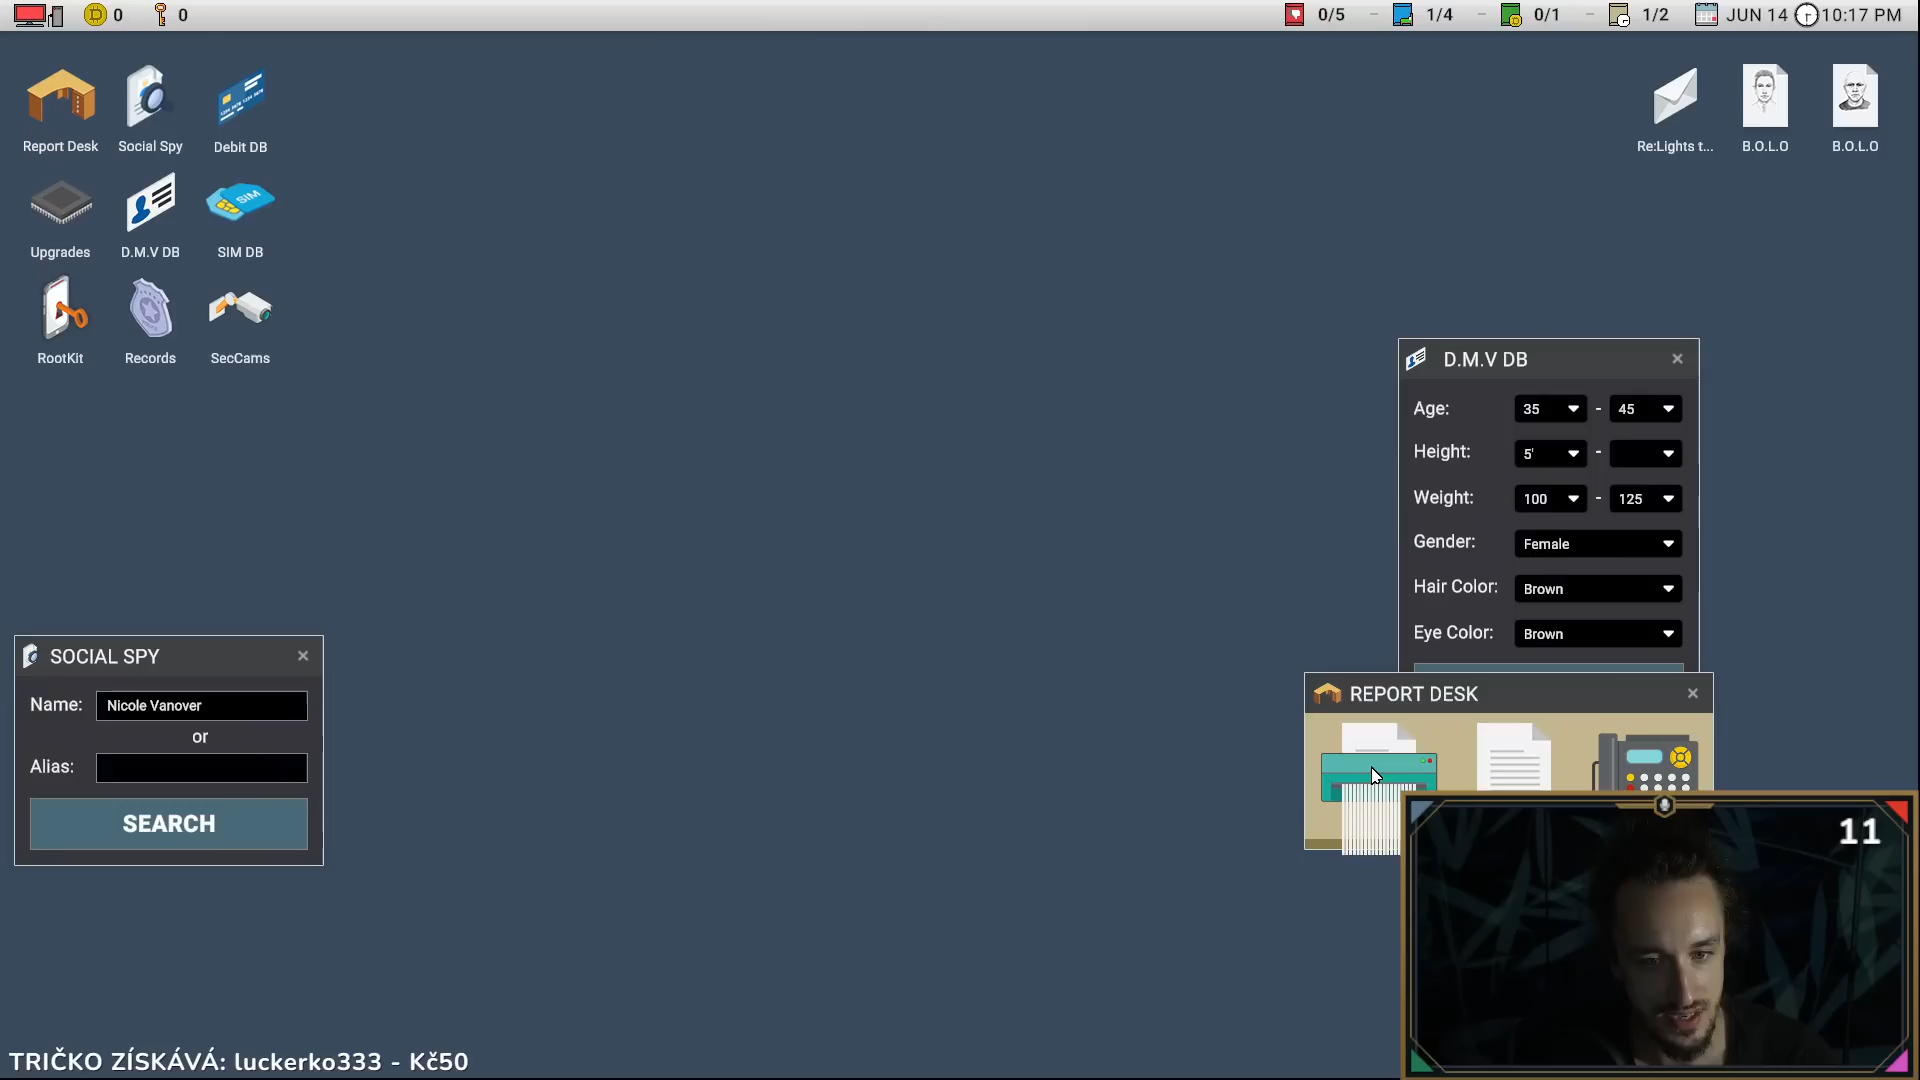 0
0
0/5
1/4
0/1
1/2
JUN 14
10:17 PM
Report Desk
Social Spy
Debit DB
Re:Lights t...
B.O.L.O
B.O.L.O
Upgrades
D.M.V DB
SIM DB
RootKit
Records
SecCams
D.M.V DB
Age: 35 - 45
Height: 5' -
Weight: 100 - 125
Gender: Female
Hair Color: Brown
Eye Color: Brown
SOCIAL SPY
Name: Nicole Vanover
or
Alias:
SEARCH
REPORT DESK
11
TRIČKO ZÍSKÁVÁ: luckerko333 - Kč50